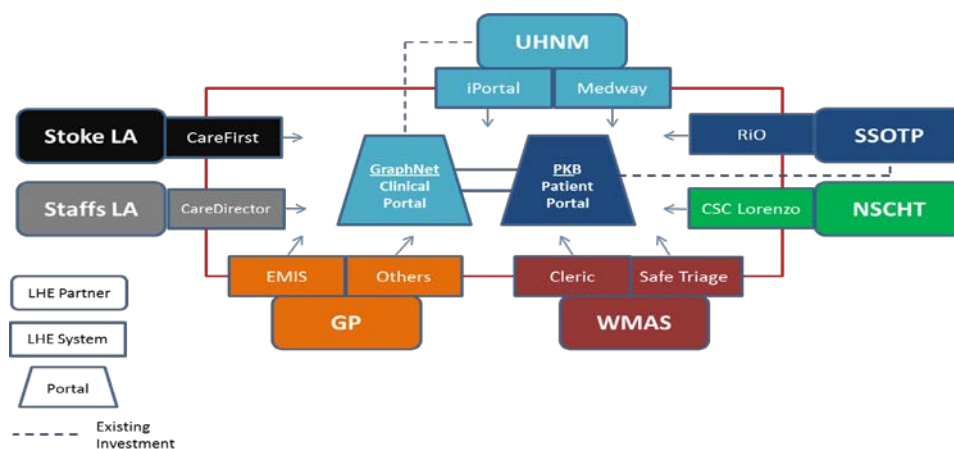 UHNM
iPortal
Medway
Stoke LA
CareFirst
RiO
SSOTP
GraphNet
Clinical
Portal
PKB
Patient
Portal
Staffs LA
CareDirector
CSC Lorenzo
NSCHT
EMIS
Others
Cleric
Safe Triage
GP
WMAS
LHE Partner
LHE System
Portal
Existing
Investment